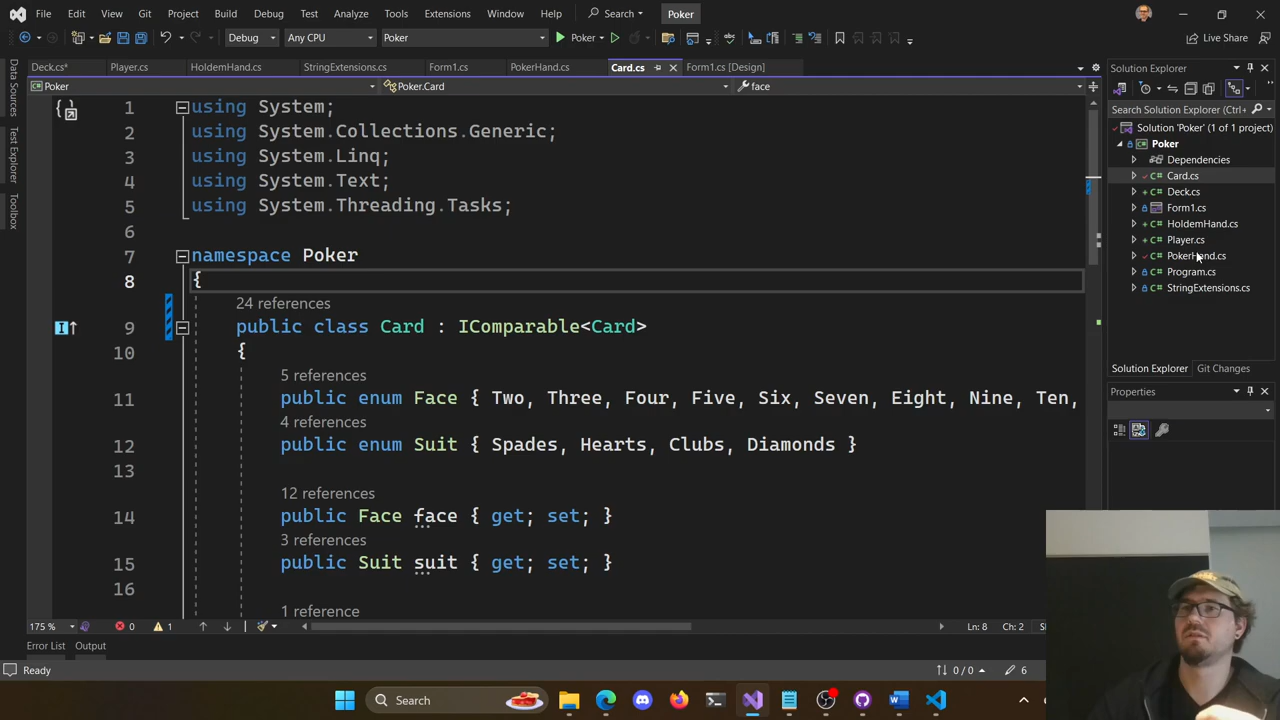 File Edit View Git Project Build Debug Test Analyze Tools Extensions Window Help Search Poker
Debug Any CPU Poker Poker Live Share
Deck.cs* Player.cs HoldemHand.cs StringExtensions.cs Form1.cs PokerHand.cs Card.cs Form1.cs [Design]
Poker Poker.Card face
Data Sources
Test Explorer
Toolbox
1 using System;
2 using System.Collections.Generic;
3 using System.Linq;
4 using System.Text;
5 using System.Threading.Tasks;
6
7 namespace Poker
8 {
24 references
9 public class Card : IComparable<Card>
10 {
5 references
11 public enum Face { Two, Three, Four, Five, Six, Seven, Eight, Nine, Ten,
4 references
12 public enum Suit { Spades, Hearts, Clubs, Diamonds }
13
12 references
14 public Face face { get; set; }
3 references
15 public Suit suit { get; set; }
16
1 reference
175 % 0 1 Ln: 8 Ch: 2
Error List Output
Ready 0 / 0 6
Solution Explorer
Search Solution Explorer (Ctrl+
Solution 'Poker' (1 of 1 project)
Poker
Dependencies
Card.cs
Deck.cs
Form1.cs
HoldemHand.cs
Player.cs
PokerHand.cs
Program.cs
StringExtensions.cs
Solution Explorer Git Changes
Properties
Search